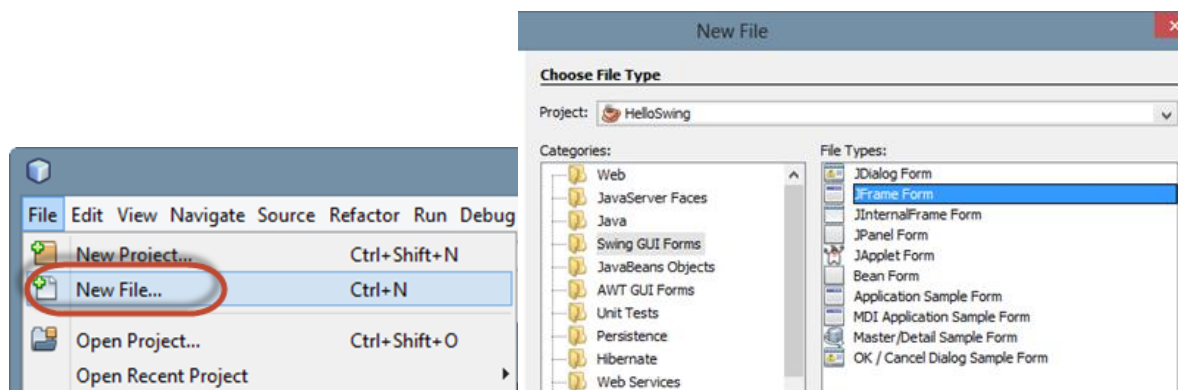 File Edit View Navigate Source Refactor Run Debug
New Project... Ctrl+Shift+N
New File... Ctrl+N
Open Project... Ctrl+Shift+O
Open Recent Project
New File
Choose File Type
Project: HelloSwing
Categories:
Web
JavaServer Faces
Java
Swing GUI Forms
JavaBeans Objects
AWT GUI Forms
Unit Tests
Persistence
Hibernate
Web Services
File Types:
JDialog Form
JFrame Form
JInternalFrame Form
JPanel Form
JApplet Form
Bean Form
Application Sample Form
MDI Application Sample Form
Master/Detail Sample Form
OK / Cancel Dialog Sample Form